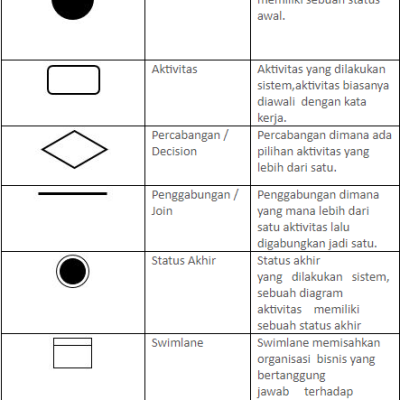 memiliki sebuah status
awal.
Aktivitas
Aktivitas yang dilakukan
sistem,aktivitas biasanya
diawali dengan kata
kerja.
Percabangan /
Decision
Percabangan dimana ada
pilihan aktivitas yang
lebih dari satu.
Penggabungan /
Join
Penggabungan dimana
yang mana lebih dari
satu aktivitas lalu
digabungkan jadi satu.
Status Akhir
Status akhir
yang dilakukan sistem,
sebuah diagram
aktivitas memiliki
sebuah status akhir
Swimlane
Swimlane memisahkan
organisasi bisnis yang
bertanggung
jawab terhadap